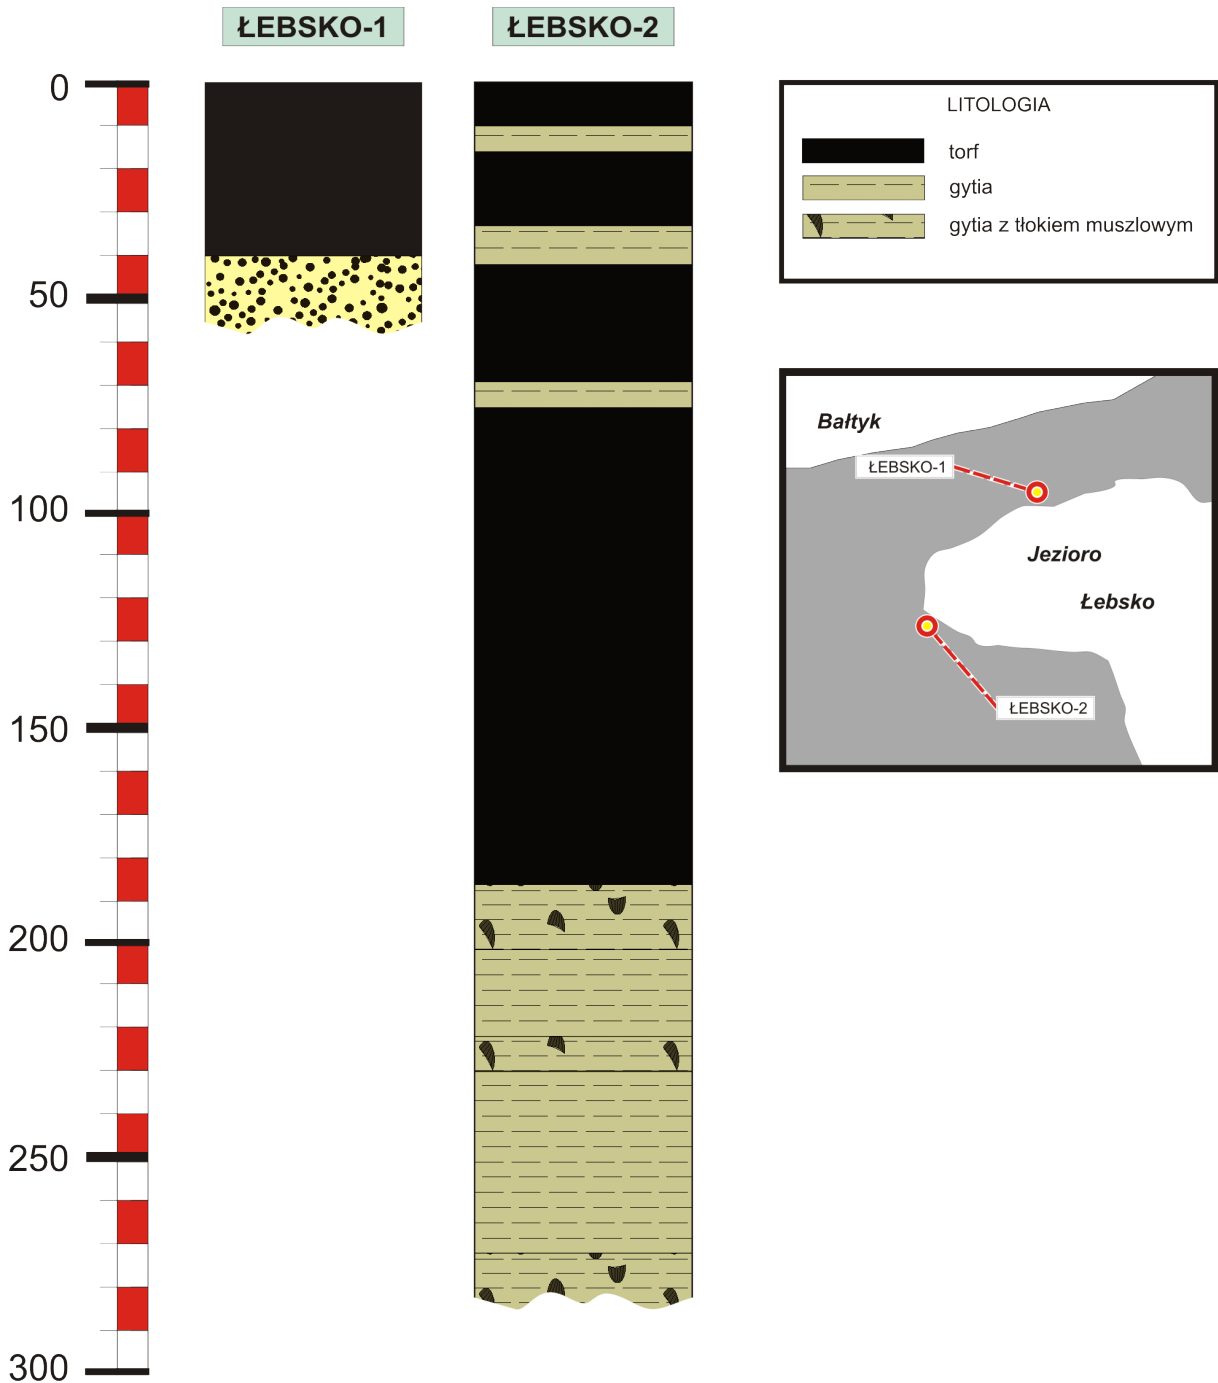 ŁEBSKO-1
ŁEBSKO-2
0
50
100
150
200
250
300
LITOLOGIA
torf
gytia
gytia z tłokiem muszlowym
Bałtyk
ŁEBSKO-1
Jezioro
Łebsko
ŁEBSKO-2